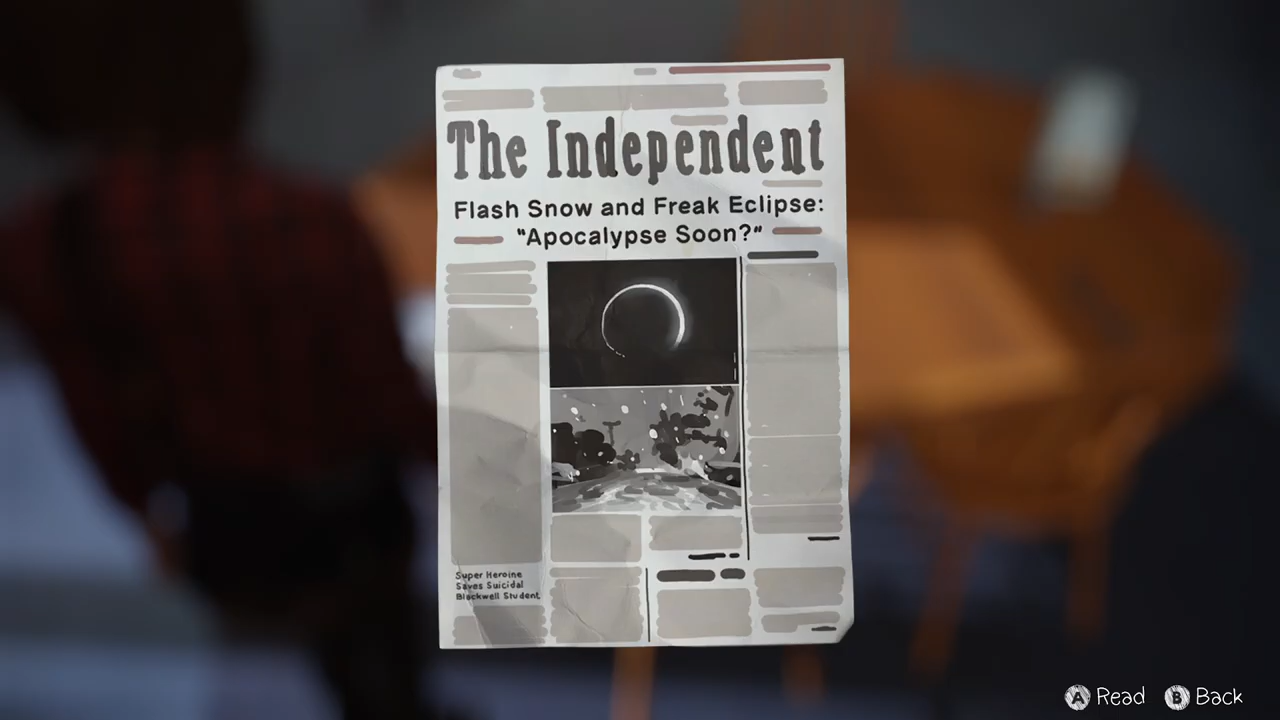 The Independent
Flash Snow and Freak Eclipse:
"Apocalypse Soon?"
Super Heroine
Saves Suicidal
Blackwell Student
A Read B Back